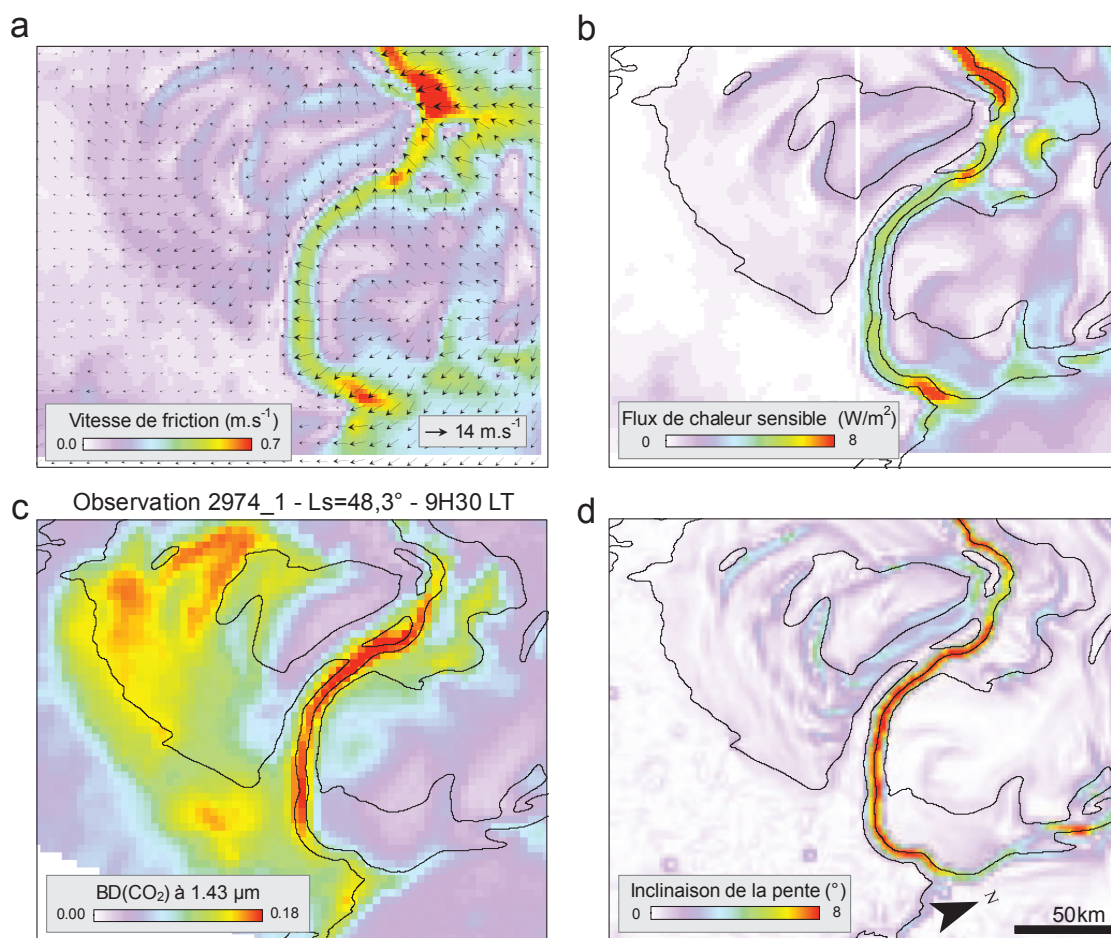 a
b
Vitesse de friction (m.s⁻¹)
0.0 0.7
14 m.s⁻¹
Flux de chaleur sensible (W/m²)
0 8
Observation 2974_1 - Ls=48,3° - 9H30 LT
c
d
BD(CO₂) à 1.43 µm
0.00 0.18
Inclinaison de la pente (°)
0 8
N
50km